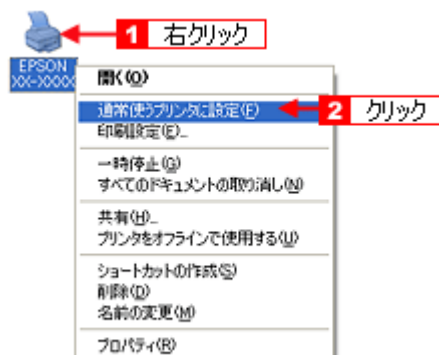 1 右クリック
EPSON
XX-XXXX
開く(O)
通常使うプリンタに設定(F)
2 クリック
印刷設定(E)...
一時停止(G)
すべてのドキュメントの取り消し(N)
共有(H)...
プリンタをオフラインで使用する(U)
ショートカットの作成(S)
削除(D)
名前の変更(M)
プロパティ(R)